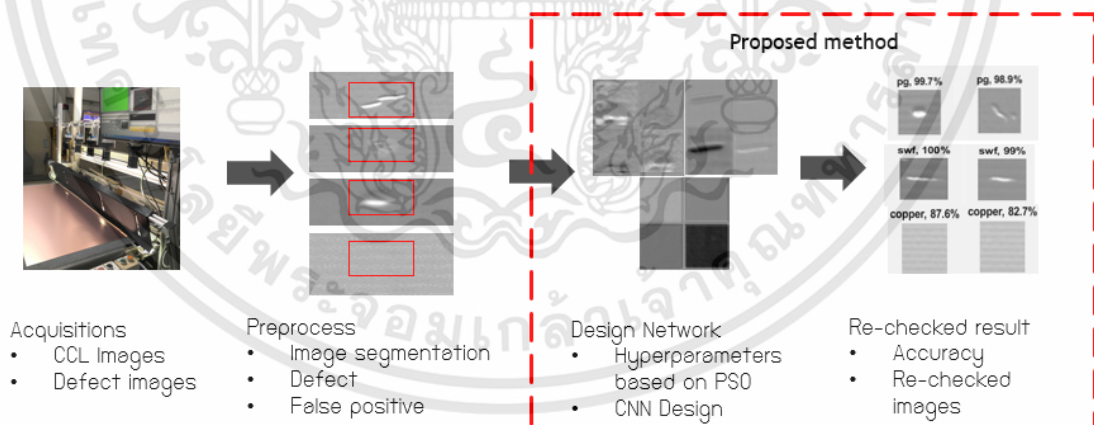 Proposed method
pg, 99.7% pg, 98.9%
swf, 100% swf, 99%
copper, 87.6% copper, 82.7%
Acquisitions
• CCL Images
• Defect images
Preprocess
• Image segmentation
• Defect
• False positive
Design Network
• Hyperparameters
based on PSO
• CNN Design
Re-checked result
• Accuracy
• Re-checked
images